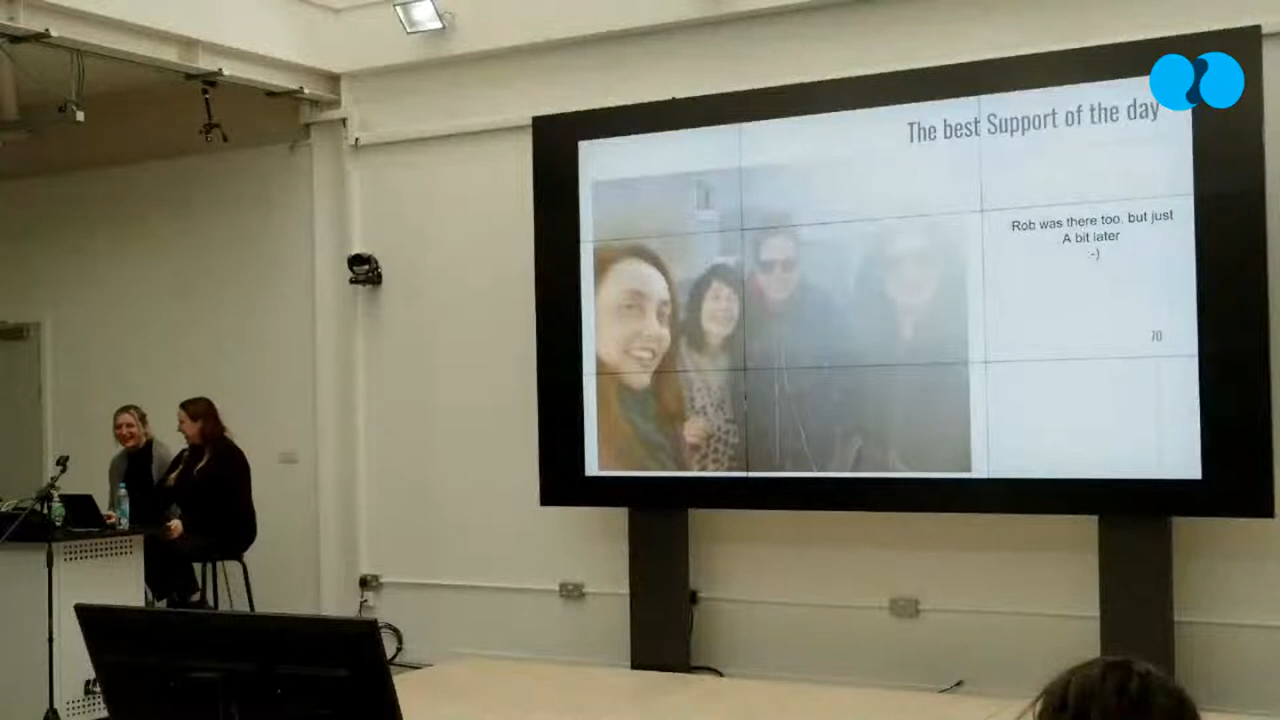 The best Support of the day
Rob was there too, but just
A bit later
:-)
70